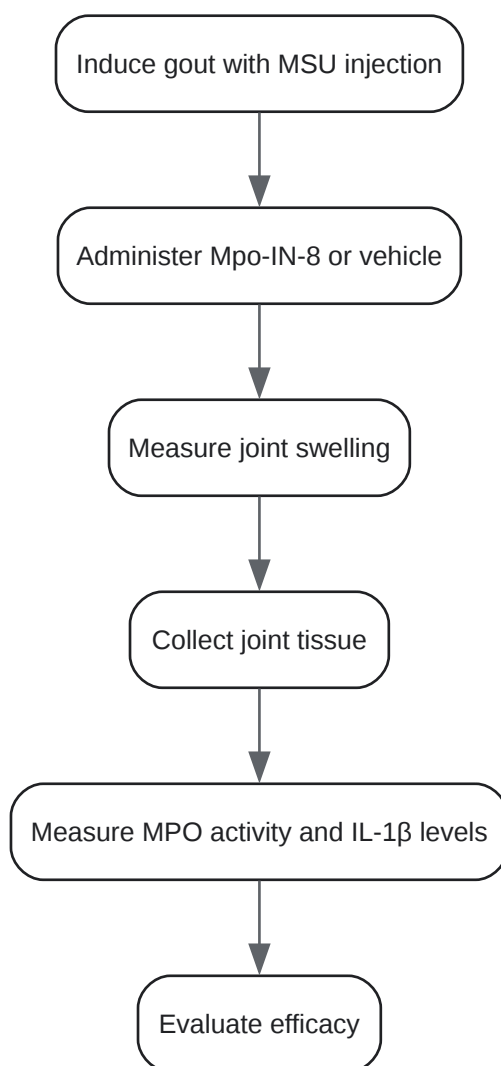 Induce gout with MSU injection
Administer Mpo-IN-8 or vehicle
Measure joint swelling
Collect joint tissue
Measure MPO activity and IL-1β levels
Evaluate efficacy